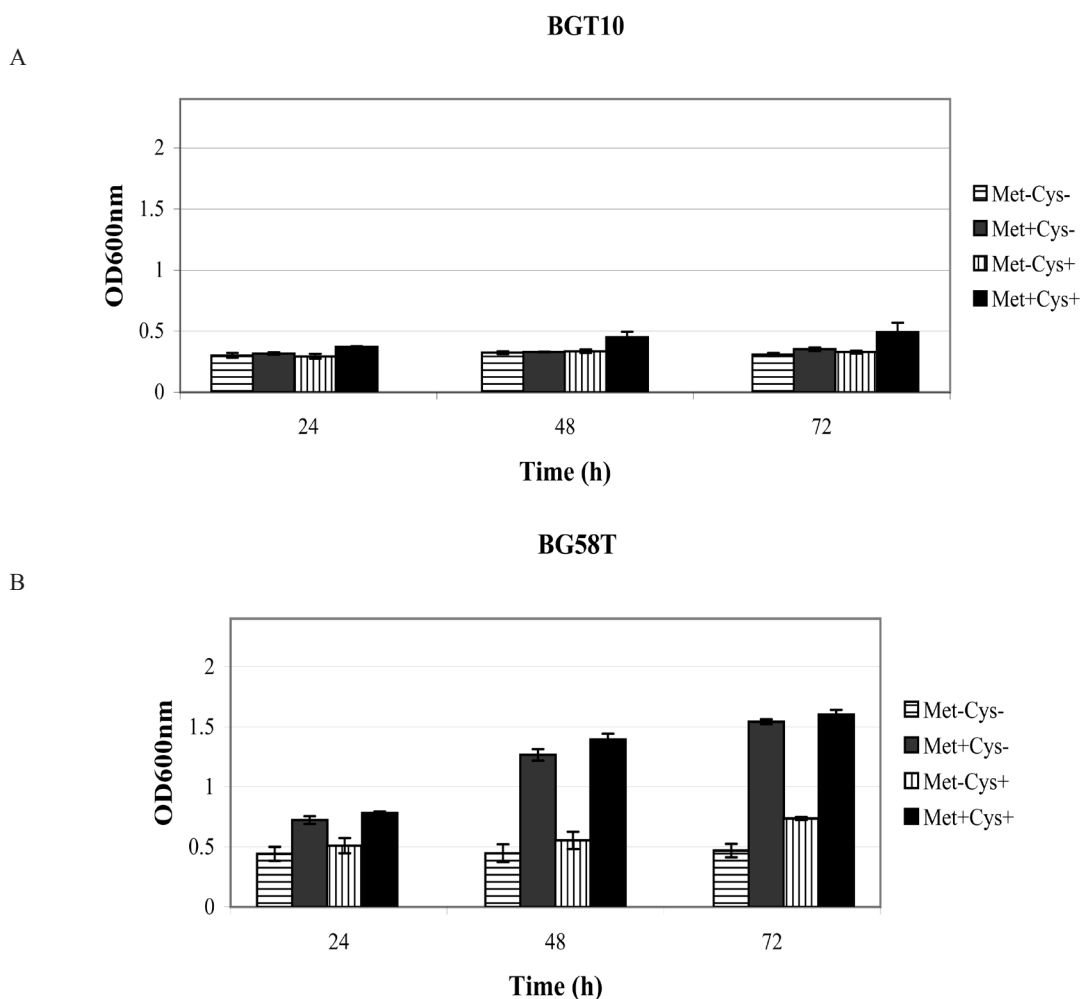 BGT10
A
2
1.5
1
0.5
0
OD600nm
24 48 72
Time (h)
Met-Cys-
Met+Cys-
Met-Cys+
Met+Cys+
BG58T
B
2
1.5
1
0.5
0
OD600nm
24 48 72
Time (h)
Met-Cys-
Met+Cys-
Met-Cys+
Met+Cys+